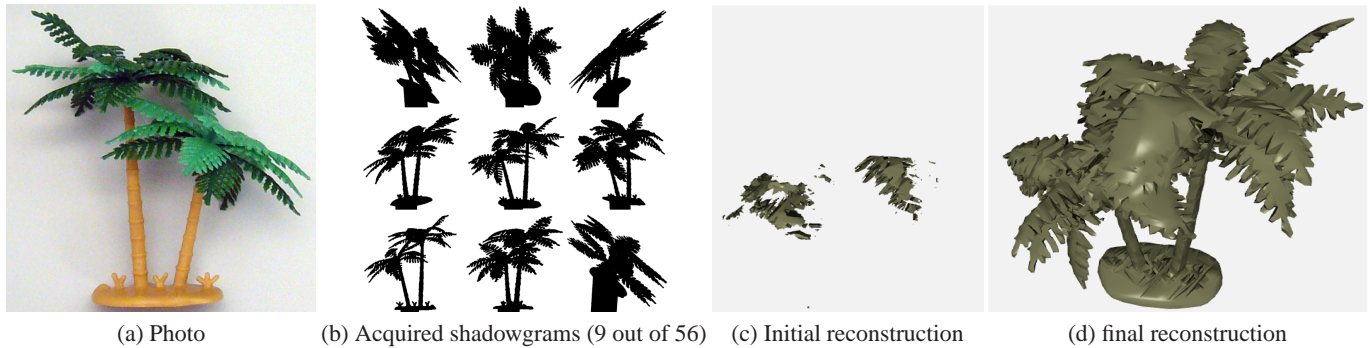 (a) Photo
(b) Acquired shadowgrams (9 out of 56)
(c) Initial reconstruction
(d) final reconstruction